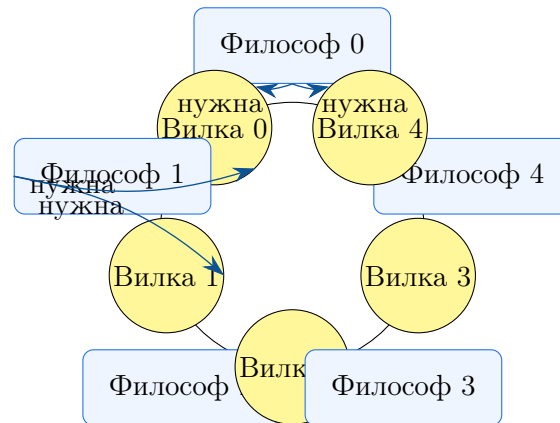 Философ 0
нужна
нужна
Вилка 0
Вилка 4
Философ 1
Философ 4
нужна
нужна
Вилка 1
Вилка 3
Вилк
Философ
Философ 3